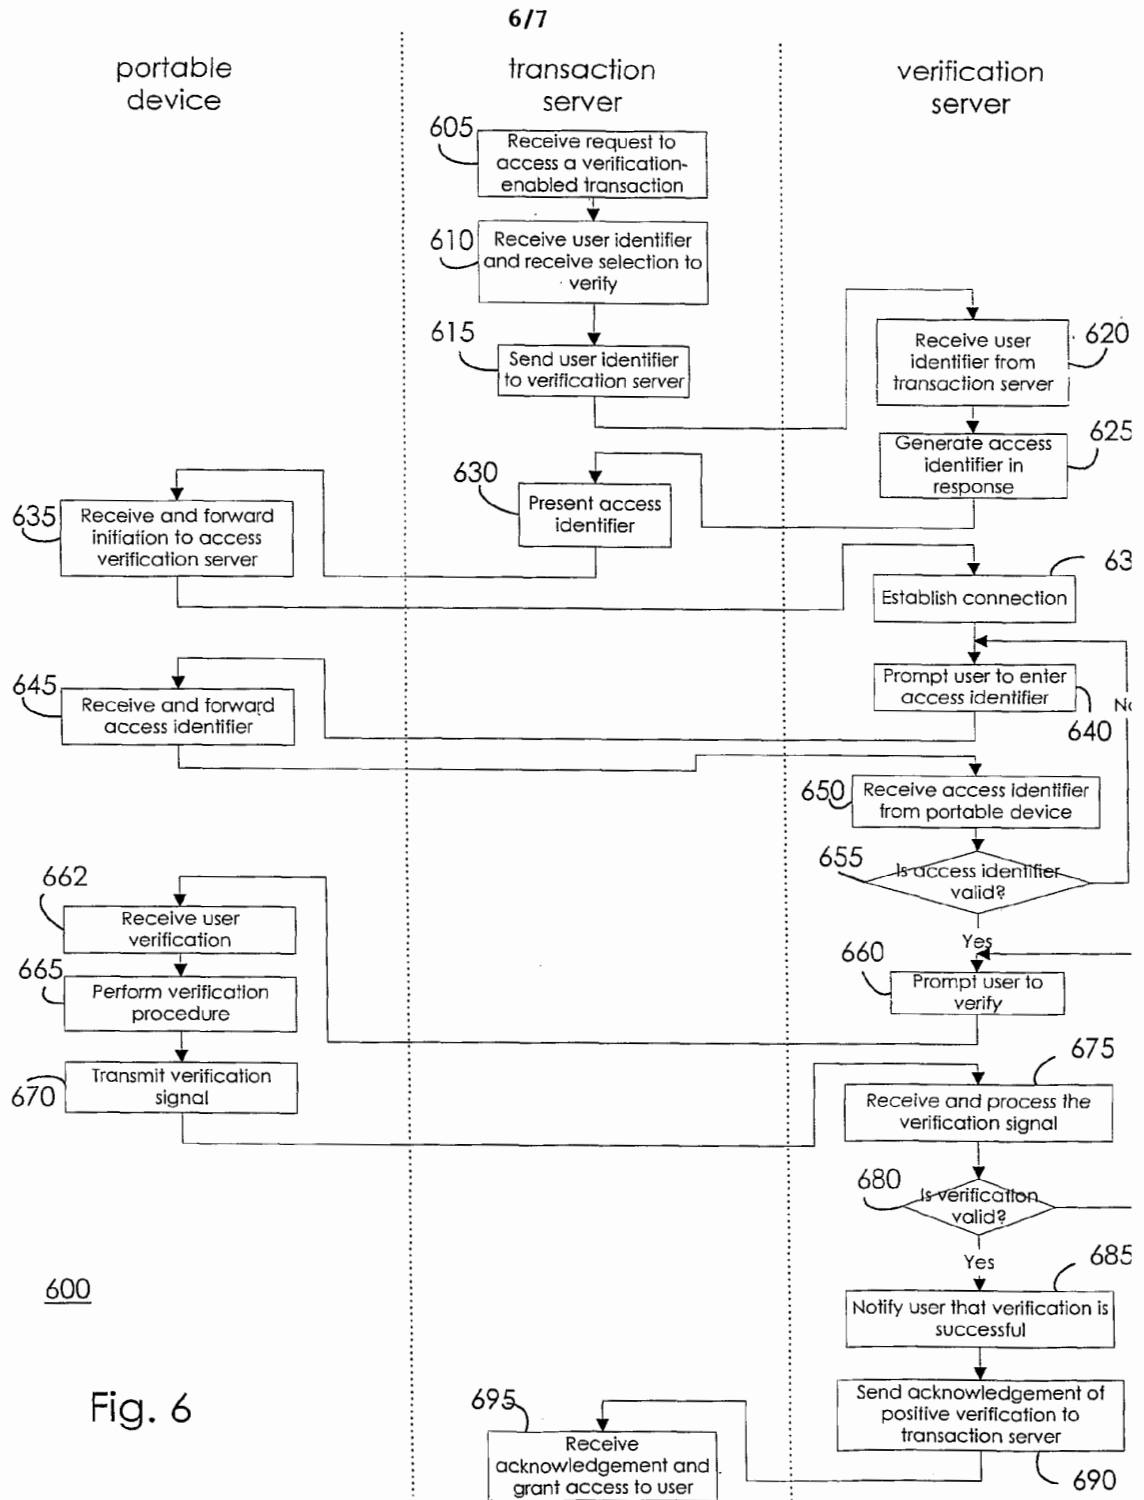 6/7
portable
device
transaction
server
verification
server
605
Receive request to
access a verification-
enabled transaction
610
Receive user identifier
and receive selection to
verify
615
Send user identifier
to verification server
620
Receive user
identifier from
transaction server
625
Generate access
identifier in
response
630
Present access
identifier
635
Receive and forward
initiation to access
verification server
63
Establish connection
Prompt user to enter
access identifier
640
645
Receive and forward
access identifier
650
Receive access identifier
from portable device
655
Is access identifier
valid?
Yes
660
Prompt user to
verify
662
Receive user
verification
665
Perform verification
procedure
670
Transmit verification
signal
675
Receive and process the
verification signal
680
Is verification
valid?
Yes
685
Notify user that verification is
successful
Send acknowledgement of
positive verification to
transaction server
690
695
Receive
acknowledgement and
grant access to user
600
Fig. 6